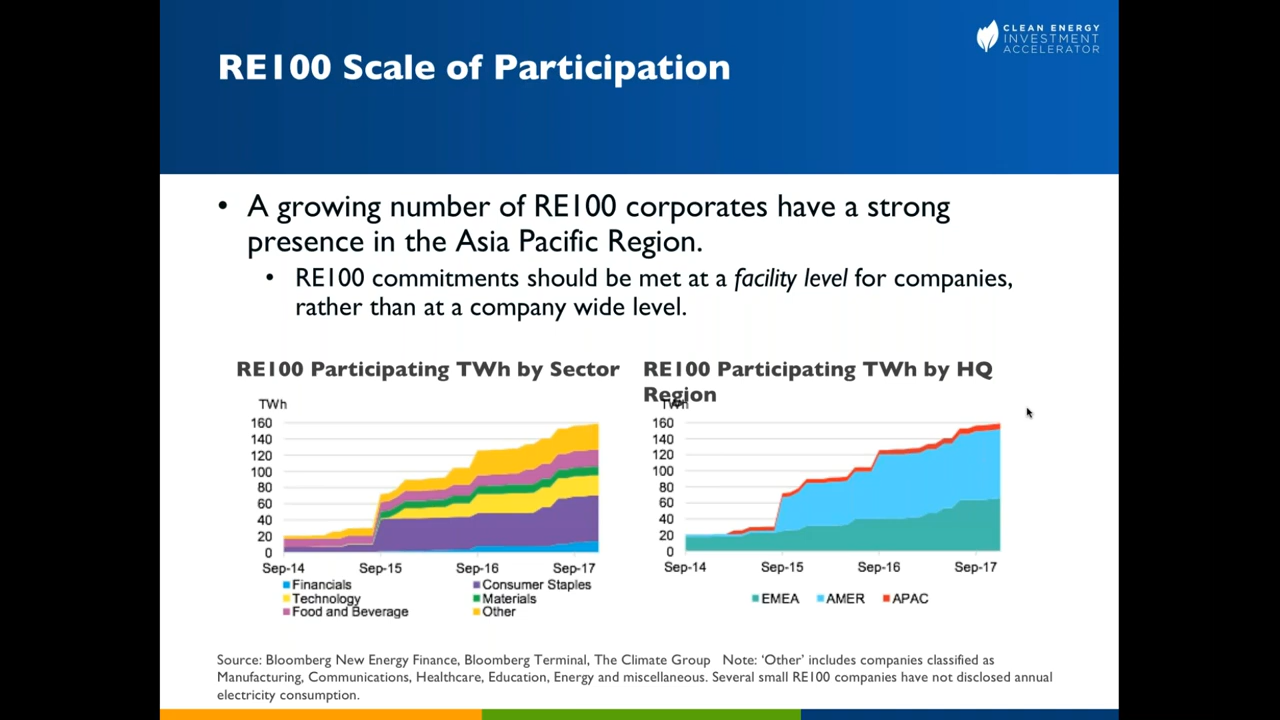 CLEAN ENERGY
INVESTMENT
ACCELERATOR
RE100 Scale of Participation
• A growing number of RE100 corporates have a strong
presence in the Asia Pacific Region.
• RE100 commitments should be met at a facility level for companies,
rather than at a company wide level.
RE100 Participating TWh by Sector
TWh
160
140
120
100
80
60
40
20
0
Sep-14 Sep-15 Sep-16 Sep-17
Financials Consumer Staples
Technology Materials
Food and Beverage Other
RE100 Participating TWh by HQ
Region
TWh
160
140
120
100
80
60
40
20
0
Sep-14 Sep-15 Sep-16 Sep-17
EMEA AMER APAC
Source: Bloomberg New Energy Finance, Bloomberg Terminal, The Climate Group Note: ‘Other’ includes companies classified as
Manufacturing, Communications, Healthcare, Education, Energy and miscellaneous. Several small RE100 companies have not disclosed annual
electricity consumption.